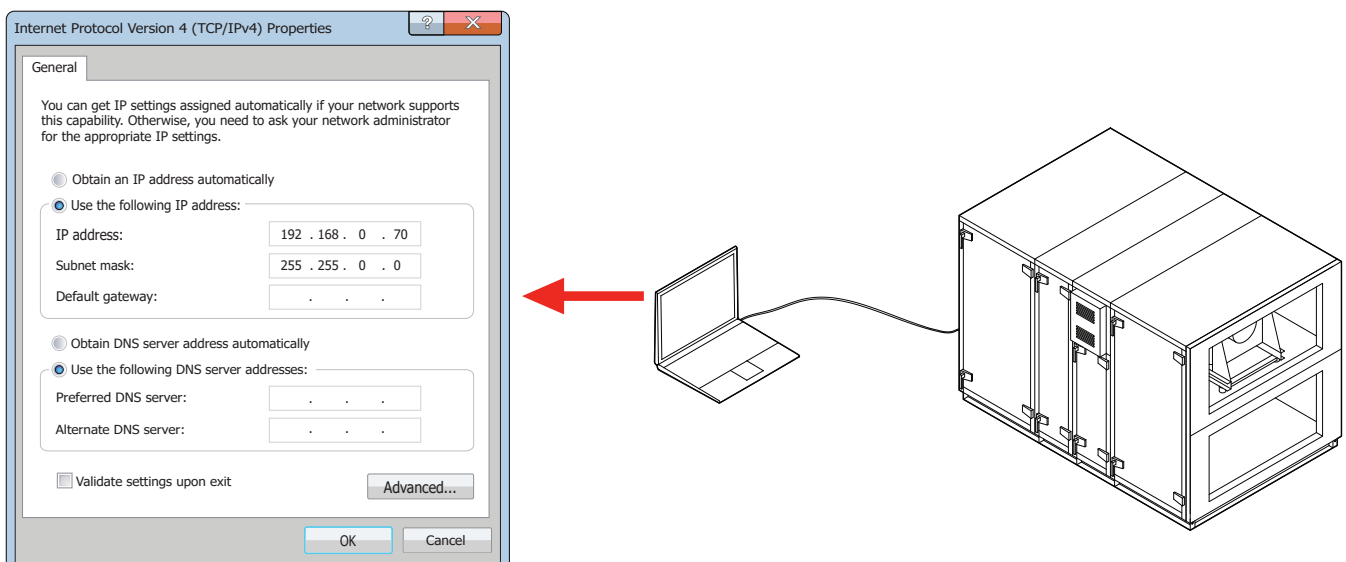 Internet Protocol Version 4 (TCP/IPv4) Properties
?
General
You can get IP settings assigned automatically if your network supports
this capability. Otherwise, you need to ask your network administrator
for the appropriate IP settings.
Obtain an IP address automatically
Use the following IP address:
IP address: 192 . 168 . 0 . 70
Subnet mask: 255 . 255 . 0 . 0
Default gateway: . . .
Obtain DNS server address automatically
Use the following DNS server addresses:
Preferred DNS server: . . .
Alternate DNS server: . . .
Validate settings upon exit
Advanced...
OK Cancel